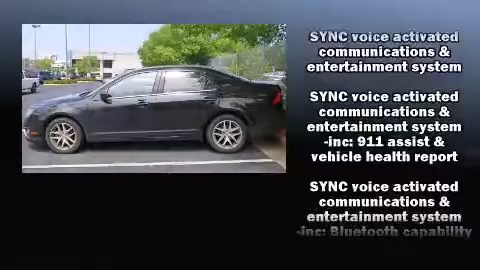 SYNC voice activated
communications &
entertainment system
SYNC voice activated
communications &
entertainment system
-inc: 911 assist &
vehicle health report
SYNC voice activated
communications &
entertainment system
-inc: Bluetooth capability